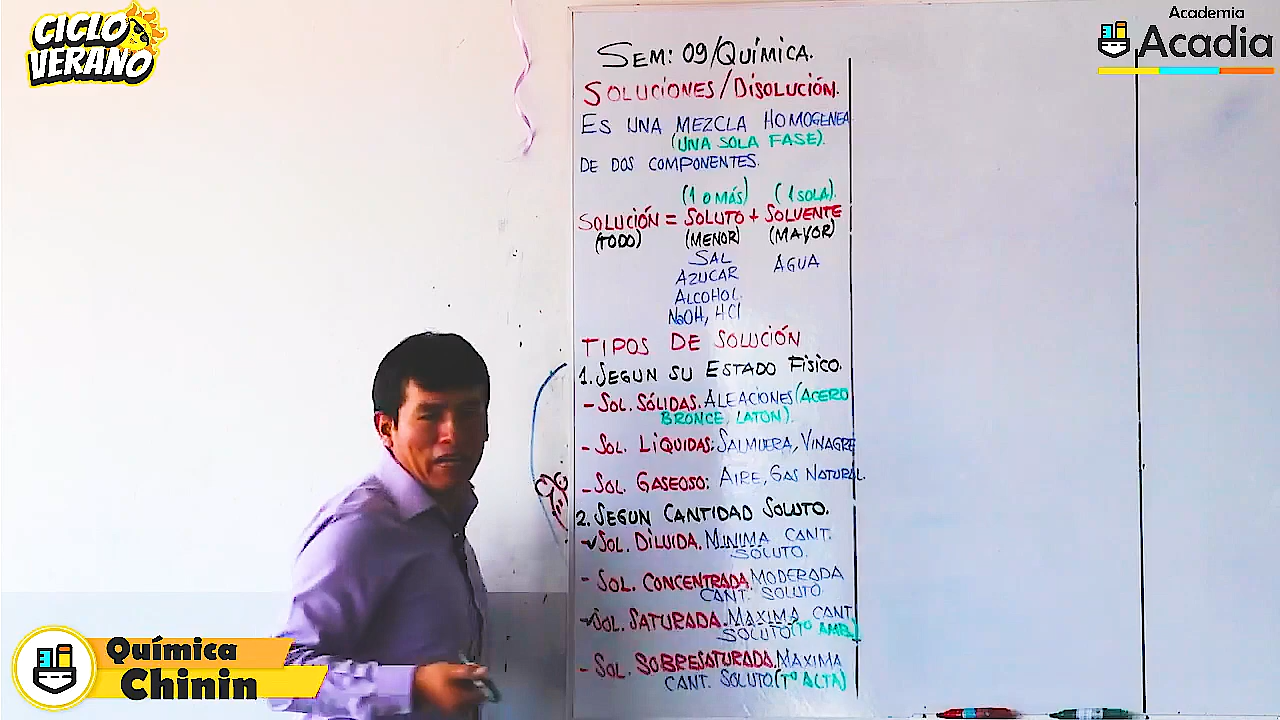 CICLO
VERANO
Academia
Acadia
SEM: 09/QUÍMICA.
SOLUCIONES/DISOLUCIÓN.
ES UNA MEZCLA HOMOGENEA
(UNA SOLA FASE).
DE DOS COMPONENTES.
(1 O MÁS) (1 SOLA).
SOLUCIÓN = SOLUTO + SOLVENTE
(TODO) (MENOR) (MAYOR)
SAL AGUA
AZUCAR
ALCOHOL.
NaOH, HCl
TIPOS DE SOLUCIÓN
1. SEGUN SU ESTADO FÍSICO.
- SOL. SÓLIDAS. ALEACIONES (ACERO
BRONCE, LATON).
- SOL. LÍQUIDAS: SALMUERA, VINAGRE
- SOL. GASEOSO: AIRE, GAS NATURAL.
2. SEGUN CANTIDAD SOLUTO.
✓SOL. DILUIDA. MINIMA CANT.
SOLUTO.
- SOL. CONCENTRADA. MODERADA
CANT. SOLUTO.
✓SOL. SATURADA. MAXIMA CANT
SOLUTO (T° AMB.)
- SOL. SOBRESATURADA. MAXIMA
CANT. SOLUTO. (T° ALTA)
Química
Chinin